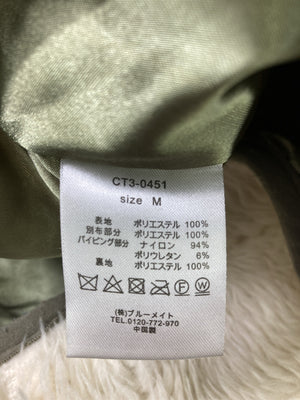 CT3-0451
size M
表地 ポリエステル 100%
別布部分 ポリエステル 100%
パイピング部分 ナイロン 94%
ポリウレタン 6%
裏地 ポリエステル 100%
(株)ブルーメイト
TEL.0120-772-970
中国製